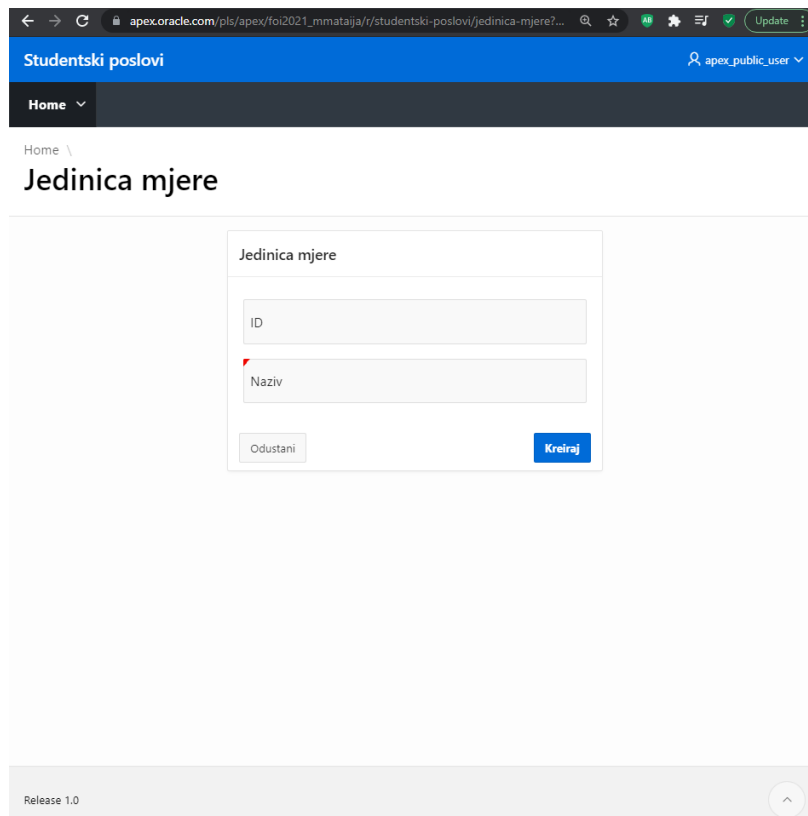 apex.oracle.com/pls/apex/foi2021_mmataija/r/studentski-poslovi/jedinica-mjere?...
AB
Update
Studentski poslovi
apex_public_user
Home
Home \
Jedinica mjere
Jedinica mjere
ID
Naziv
Odustani
Kreiraj
Release 1.0